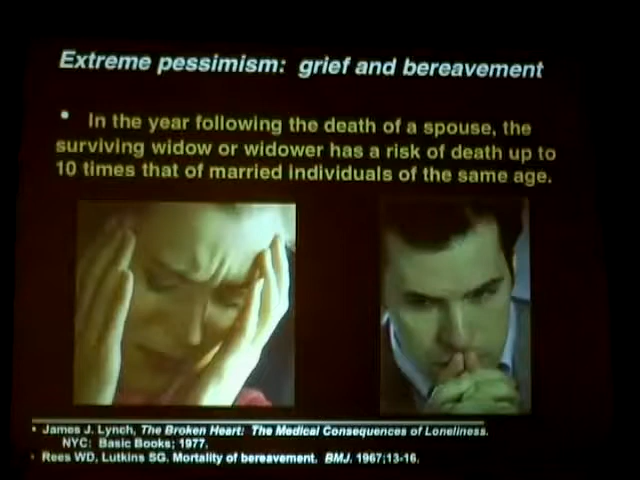 Extreme pessimism: grief and bereavement
• In the year following the death of a spouse, the
surviving widow or widower has a risk of death up to
10 times that of married individuals of the same age.
• James J. Lynch, The Broken Heart: The Medical Consequences of Loneliness.
NYC: Basic Books; 1977.
• Rees WD, Lutkins SG. Mortality of bereavement. BMJ. 1967;13-16.